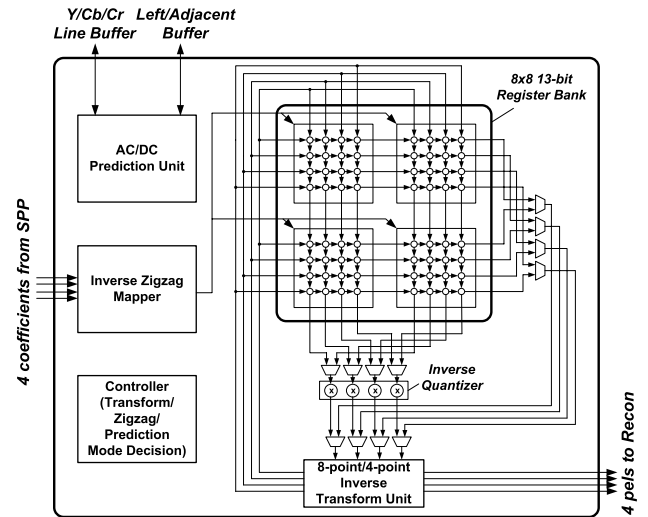 Y/Cb/Cr
Line Buffer
Left/Adjacent
Buffer
8x8 13-bit
Register Bank
AC/DC
Prediction Unit
4 coefficients from SPP
Inverse Zigzag
Mapper
Controller
(Transform/
Zigzag/
Prediction
Mode Decision)
Inverse
Quantizer
x x x x
8-point/4-point
Inverse
Transform Unit
4 pels to Recon